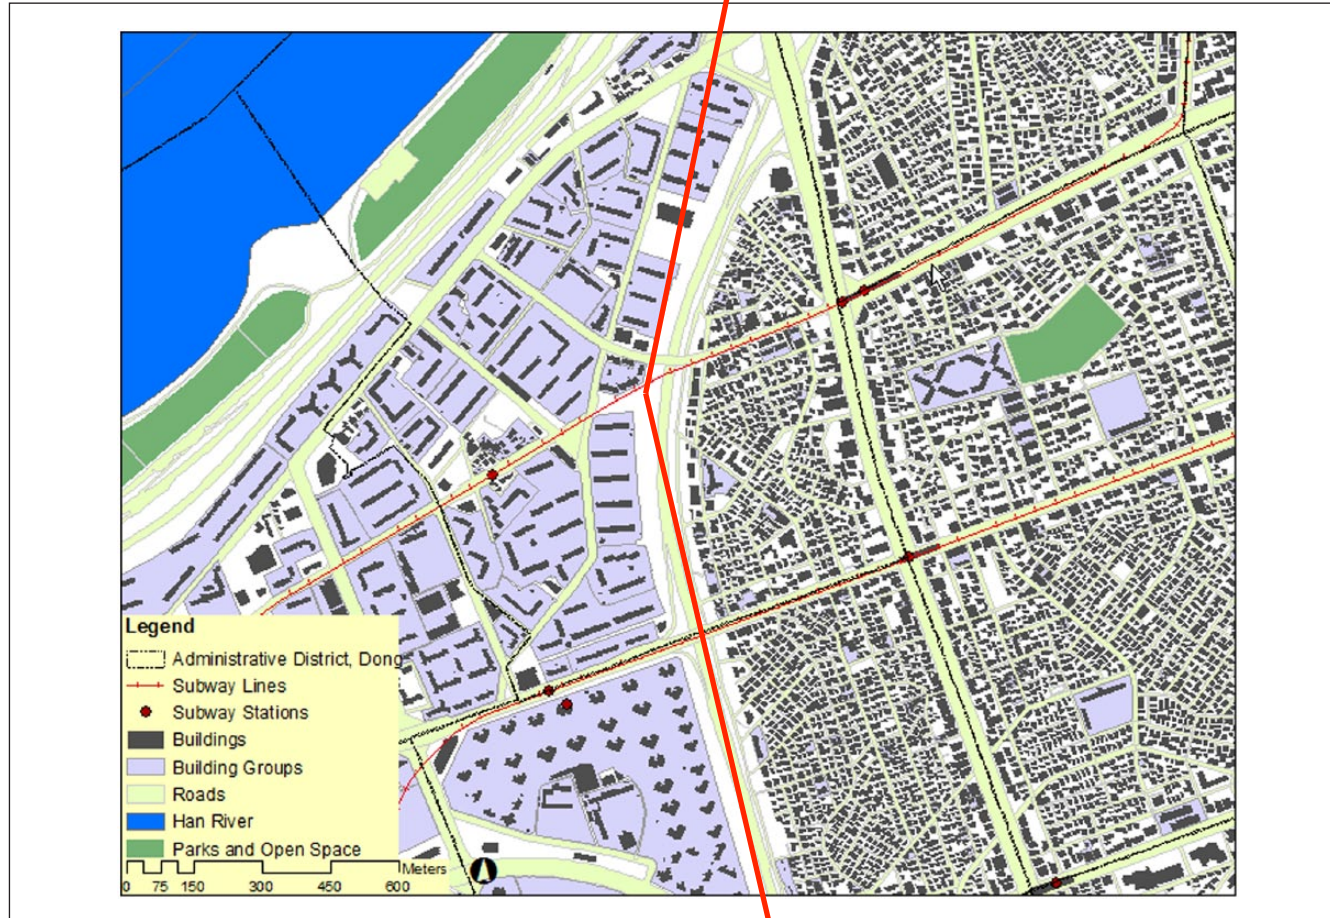 Legend
Administrative District, Dong
Subway Lines
Subway Stations
Buildings
Building Groups
Roads
Han River
Parks and Open Space
Meters
0 75 150 300 450 600